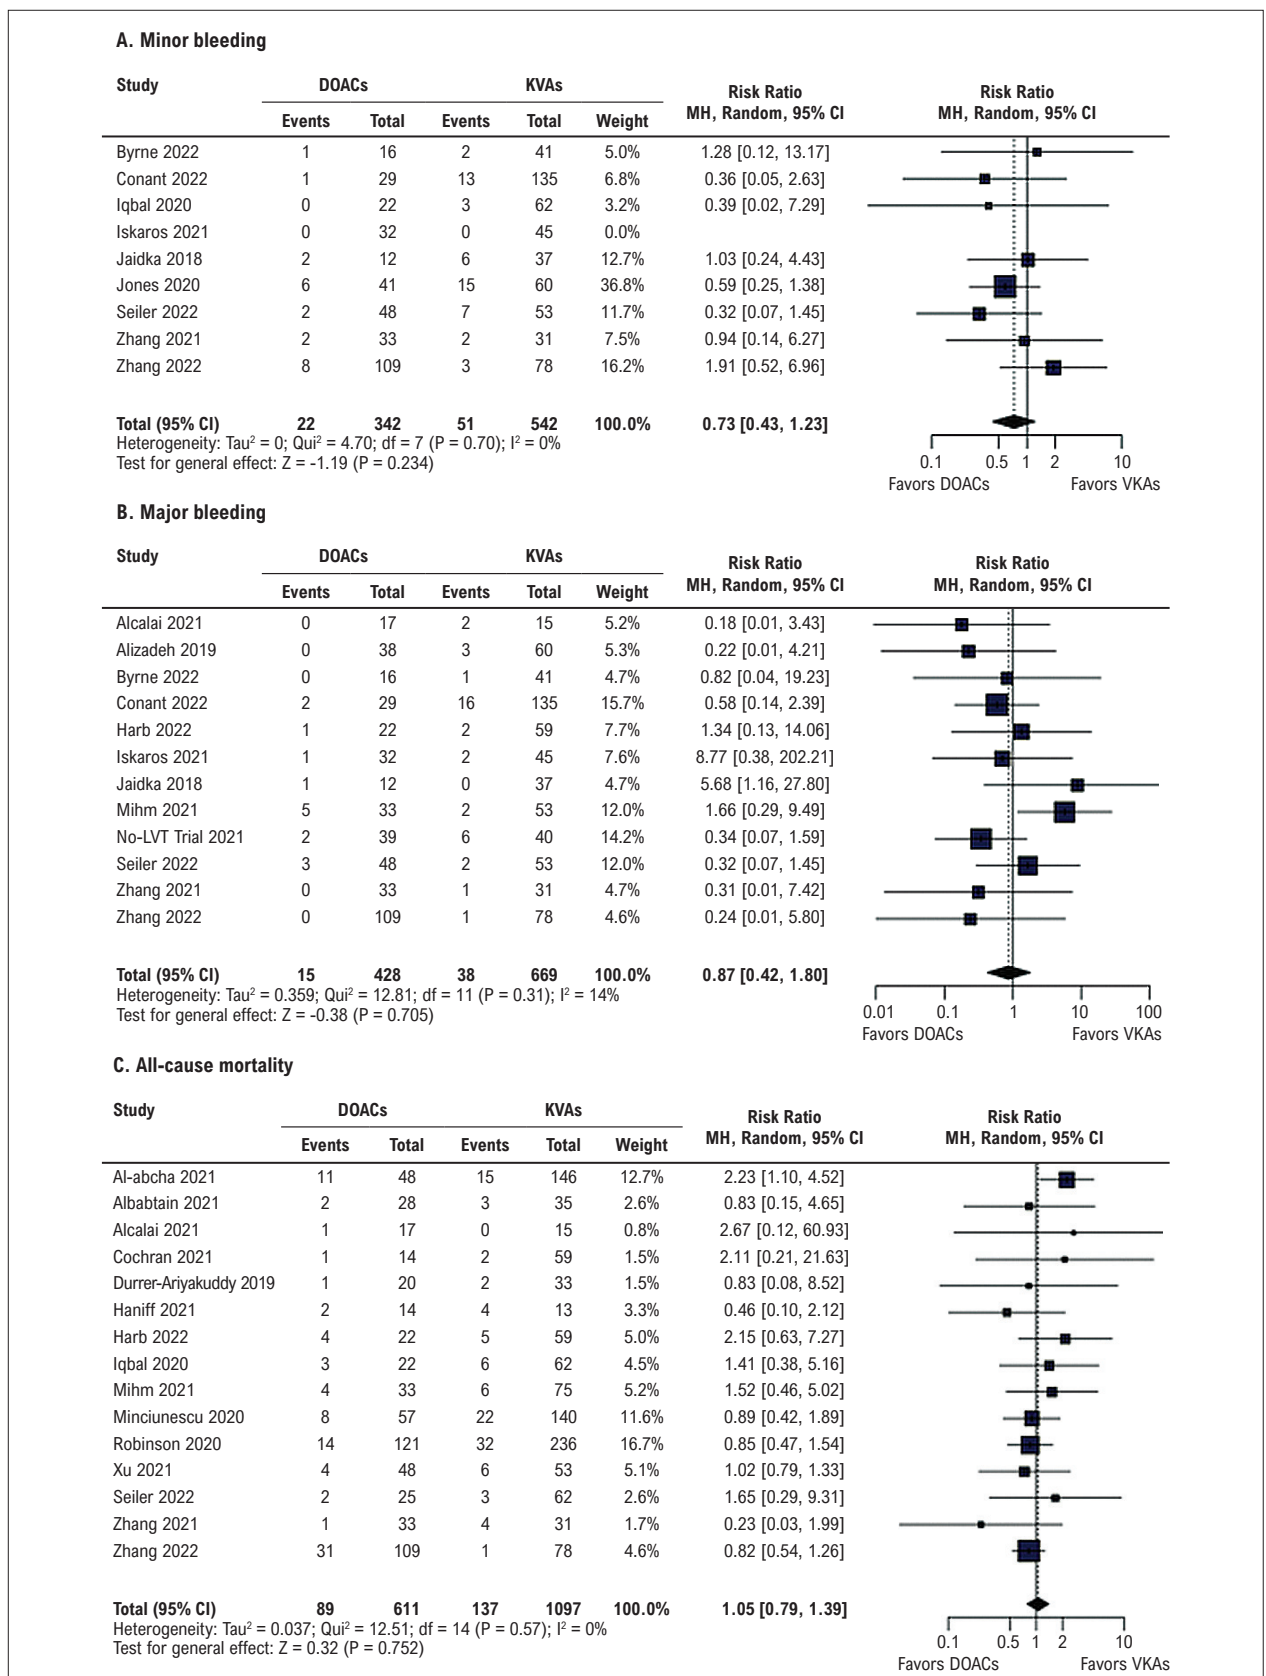 A. Minor bleeding
Study DOACs KVAs Risk Ratio MH, Random, 95% CI Risk Ratio MH, Random, 95% CI
Events Total Events Total Weight
Byrne 2022 1 16 2 41 5.0% 1.28 [0.12, 13.17]
Conant 2022 1 29 13 135 6.8% 0.36 [0.05, 2.63]
Iqbal 2020 0 22 3 62 3.2% 0.39 [0.02, 7.29]
Iskaros 2021 0 32 0 45 0.0%
Jaidka 2018 2 12 6 37 12.7% 1.03 [0.24, 4.43]
Jones 2020 6 41 15 60 36.8% 0.59 [0.25, 1.38]
Seiler 2022 2 48 7 53 11.7% 0.32 [0.07, 1.45]
Zhang 2021 2 33 2 31 7.5% 0.94 [0.14, 6.27]
Zhang 2022 8 109 3 78 16.2% 1.91 [0.52, 6.96]
Total (95% CI) 22 342 51 542 100.0% 0.73 [0.43, 1.23]
Heterogeneity: Tau² = 0; Qui² = 4.70; df = 7 (P = 0.70); I² = 0%
Test for general effect: Z = -1.19 (P = 0.234)
0.1 0.5 1 2 10
Favors DOACs Favors VKAs
B. Major bleeding
Study DOACs KVAs Risk Ratio MH, Random, 95% CI Risk Ratio MH, Random, 95% CI
Events Total Events Total Weight
Alcalai 2021 0 17 2 15 5.2% 0.18 [0.01, 3.43]
Alizadeh 2019 0 38 3 60 5.3% 0.22 [0.01, 4.21]
Byrne 2022 0 16 1 41 4.7% 0.82 [0.04, 19.23]
Conant 2022 2 29 16 135 15.7% 0.58 [0.14, 2.39]
Harb 2022 1 22 2 59 7.7% 1.34 [0.13, 14.06]
Iskaros 2021 1 32 2 45 7.6% 8.77 [0.38, 202.21]
Jaidka 2018 1 12 0 37 4.7% 5.68 [1.16, 27.80]
Mihm 2021 5 33 2 53 12.0% 1.66 [0.29, 9.49]
No-LVT Trial 2021 2 39 6 40 14.2% 0.34 [0.07, 1.59]
Seiler 2022 3 48 2 53 12.0% 0.32 [0.07, 1.45]
Zhang 2021 0 33 1 31 4.7% 0.31 [0.01, 7.42]
Zhang 2022 0 109 1 78 4.6% 0.24 [0.01, 5.80]
Total (95% CI) 15 428 38 669 100.0% 0.87 [0.42, 1.80]
Heterogeneity: Tau² = 0.359; Qui² = 12.81; df = 11 (P = 0.31); I² = 14%
Test for general effect: Z = -0.38 (P = 0.705)
0.01 0.1 1 10 100
Favors DOACs Favors VKAs
C. All-cause mortality
Study DOACs KVAs Risk Ratio MH, Random, 95% CI Risk Ratio MH, Random, 95% CI
Events Total Events Total Weight
Al-abcha 2021 11 48 15 146 12.7% 2.23 [1.10, 4.52]
Albabtain 2021 2 28 3 35 2.6% 0.83 [0.15, 4.65]
Alcalai 2021 1 17 0 15 0.8% 2.67 [0.12, 60.93]
Cochran 2021 1 14 2 59 1.5% 2.11 [0.21, 21.63]
Durrer-Ariyakuddy 2019 1 20 2 33 1.5% 0.83 [0.08, 8.52]
Haniff 2021 2 14 4 13 3.3% 0.46 [0.10, 2.12]
Harb 2022 4 22 5 59 5.0% 2.15 [0.63, 7.27]
Iqbal 2020 3 22 6 62 4.5% 1.41 [0.38, 5.16]
Mihm 2021 4 33 6 75 5.2% 1.52 [0.46, 5.02]
Minciunescu 2020 8 57 22 140 11.6% 0.89 [0.42, 1.89]
Robinson 2020 14 121 32 236 16.7% 0.85 [0.47, 1.54]
Xu 2021 4 48 6 53 5.1% 1.02 [0.79, 1.33]
Seiler 2022 2 25 3 62 2.6% 1.65 [0.29, 9.31]
Zhang 2021 1 33 4 31 1.7% 0.23 [0.03, 1.99]
Zhang 2022 31 109 1 78 4.6% 0.82 [0.54, 1.26]
Total (95% CI) 89 611 137 1097 100.0% 1.05 [0.79, 1.39]
Heterogeneity: Tau² = 0.037; Qui² = 12.51; df = 14 (P = 0.57); I² = 0%
Test for general effect: Z = 0.32 (P = 0.752)
0.1 0.5 1 2 10
Favors DOACs Favors VKAs